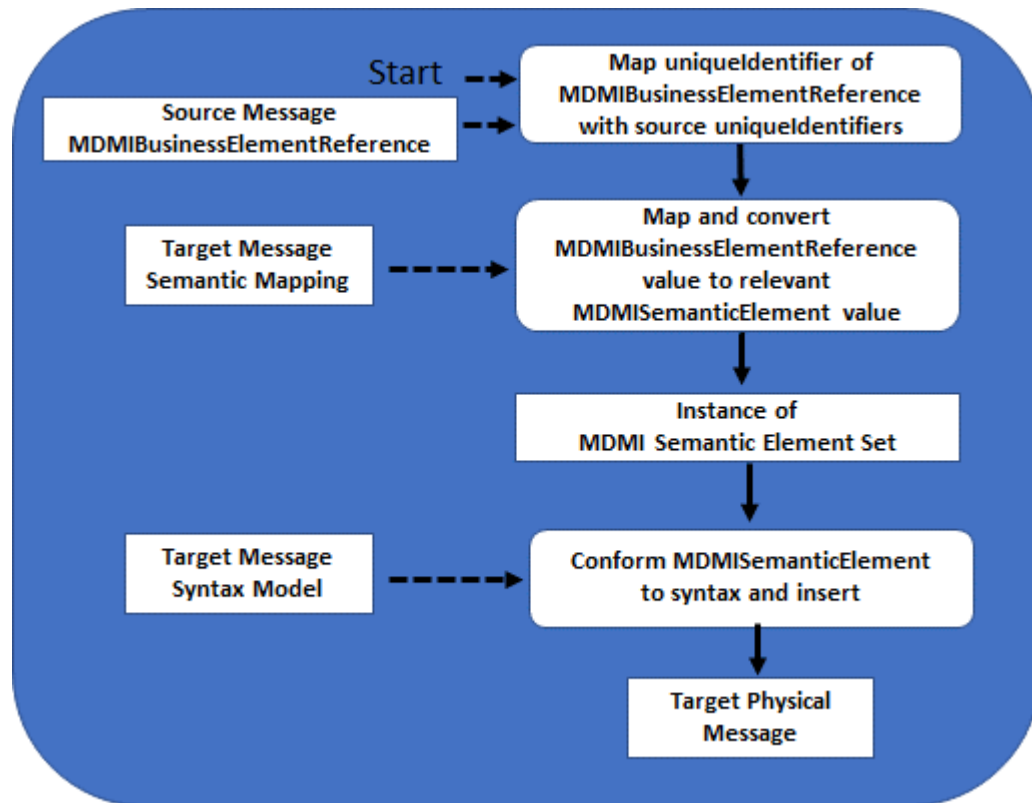 Start
Map uniqueIdentifier of
MDMIBusinessElementReference
with source uniqueIdentifiers
Source Message
MDMIBusinessElementReference
Map and convert
MDMIBusinessElementReference
value to relevant
MDMISemanticElement value
Target Message
Semantic Mapping
Instance of
MDMI Semantic Element Set
Target Message
Syntax Model
Conform MDMISemanticElement
to syntax and insert
Target Physical
Message